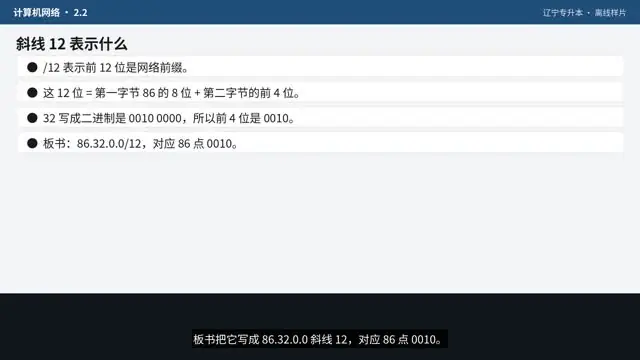 计算机网络 · 2.2
辽宁专升本 · 离线样片
斜线 12 表示什么
● /12 表示前 12 位是网络前缀。
● 这 12 位 = 第一字节 86 的 8 位 + 第二字节的前 4 位。
● 32 写成二进制是 0010 0000，所以前 4 位是 0010。
● 板书：86.32.0.0/12，对应 86 点 0010。
板书把它写成 86.32.0.0 斜线 12，对应 86 点 0010。